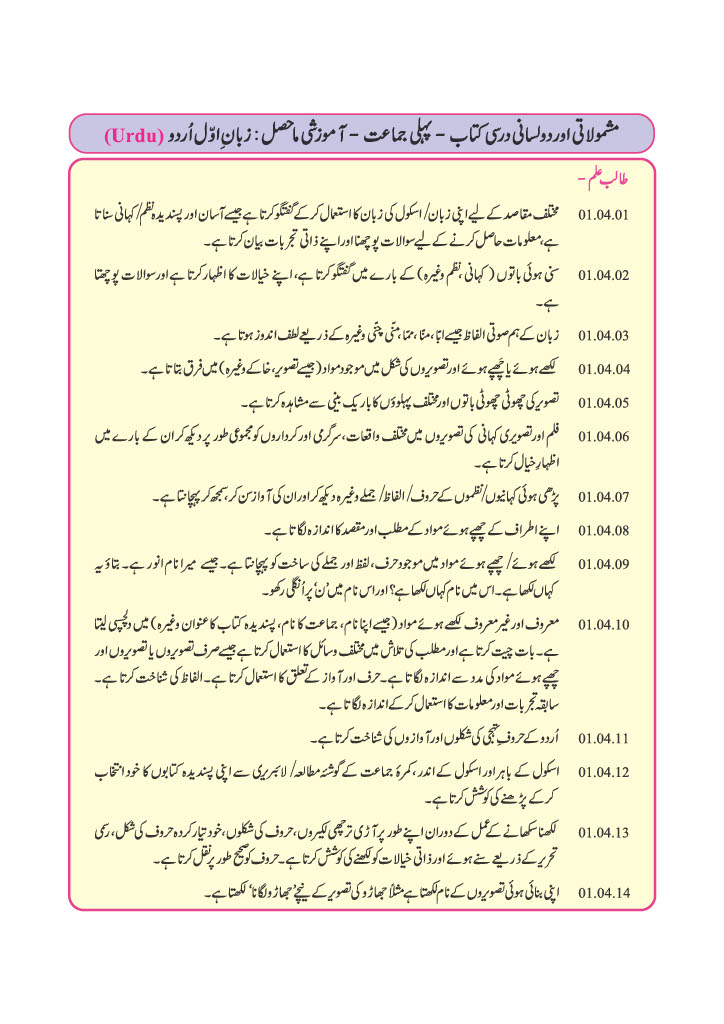 مشمولاتی اور دو لسانی درسی کتاب - پہلی جماعت - آموزشی ماحصل : زبانِ اوّل اُردو (Urdu)
طالب علم -
01.04.01 مختلف مقاصد کے لیے اپنی زبان/ اسکول کی زبان کا استعمال کرکے گفتگو کرتا ہے جیسے آسان اور پسندیدہ نظم/ کہانی سناتا
ہے، معلومات حاصل کرنے کے لیے سوالات پوچھنا اور اپنے ذاتی تجربات بیان کرتا ہے۔
01.04.02 سنی ہوئی باتوں (کہانی، نظم وغیرہ) کے بارے میں گفتگو کرتا ہے، اپنے خیالات کا اظہار کرتا ہے اور سوالات پوچھتا
ہے۔
01.04.03 زبان کے ہم صوتی الفاظ جیسے ابّا، منّا، ممّا، منّی چنّی وغیرہ کے ذریعے لطف اندوز ہوتا ہے۔
01.04.04 لکھے ہوئے یا چَھپے ہوئے اور تصویروں کی شکل میں موجود مواد (جیسے تصویر، خاکے وغیرہ) میں فرق بتاتا ہے۔
01.04.05 تصویر کی چھوٹی چھوٹی باتوں اور مختلف پہلوؤں کا باریک بینی سے مشاہدہ کرتا ہے۔
01.04.06 فلم اور تصویری کہانی کی تصویروں میں مختلف واقعات، سرگرمی اور کرداروں کو مجموعی طور پر دیکھ کر ان کے بارے میں
اظہارِ خیال کرتا ہے۔
01.04.07 پڑھی ہوئی کہانیوں/ نظموں کے حروف/ الفاظ/ جملے وغیرہ دیکھ کر اور ان کی آواز سن کر، سمجھ کر پہچانتا ہے۔
01.04.08 اپنے اطراف کے چھپے ہوئے مواد کے مطلب اور مقصد کا اندازہ لگاتا ہے۔
01.04.09 لکھے ہوئے/ چھپے ہوئے مواد میں موجود حرف، لفظ اور جملے کی ساخت کو پہچانتا ہے۔ جیسے میرا نام انور ہے۔ بتاؤ یہ
کہاں لکھا ہے۔ اس میں نام کہاں لکھا ہے؟ اور اس نام میں 'ن' پر اُنگلی رکھو۔
01.04.10 معروف اور غیر معروف لکھے ہوئے مواد (جیسے اپنا نام، جماعت کا نام، پسندیدہ کتاب کا عنوان وغیرہ) میں دلچسپی لیتا
ہے۔ بات چیت کرتا ہے اور مطلب کی تلاش میں مختلف وسائل کا استعمال کرتا ہے جیسے صرف تصویروں یا تصویروں اور
چھپے ہوئے مواد کی مدد سے اندازہ لگاتا ہے۔ حرف اور آواز کے تعلق کا استعمال کرتا ہے۔ الفاظ کی شناخت کرتا ہے۔
سابقہ تجربات اور معلومات کا استعمال کرکے اندازہ لگاتا ہے۔
01.04.11 اُردو کے حروفِ تہجّی کی شکلوں اور آوازوں کی شناخت کرتا ہے۔
01.04.12 اسکول کے باہر اور اسکول کے اندر، کمرۂ جماعت کے گوشۂ مطالعہ/ لائبریری سے اپنی پسندیدہ کتابوں کا خود انتخاب
کرکے پڑھنے کی کوشش کرتا ہے۔
01.04.13 لکھنا سکھانے کے عمل کے دوران اپنے طور پر آڑی ترچھی لکیروں، حروف کی شکلوں، خود تیار کردہ حروف کی شکل، رسمی
تحریر کے ذریعے سنے ہوئے اور ذاتی خیالات کو لکھنے کی کوشش کرتا ہے۔ حروف کو صحیح طور پر نقل کرتا ہے۔
01.04.14 اپنی بنائی ہوئی تصویروں کے نام لکھتا ہے مثلاً جھاڑو کی تصویر کے نیچے 'جھاڑو لگانا' لکھتا ہے۔